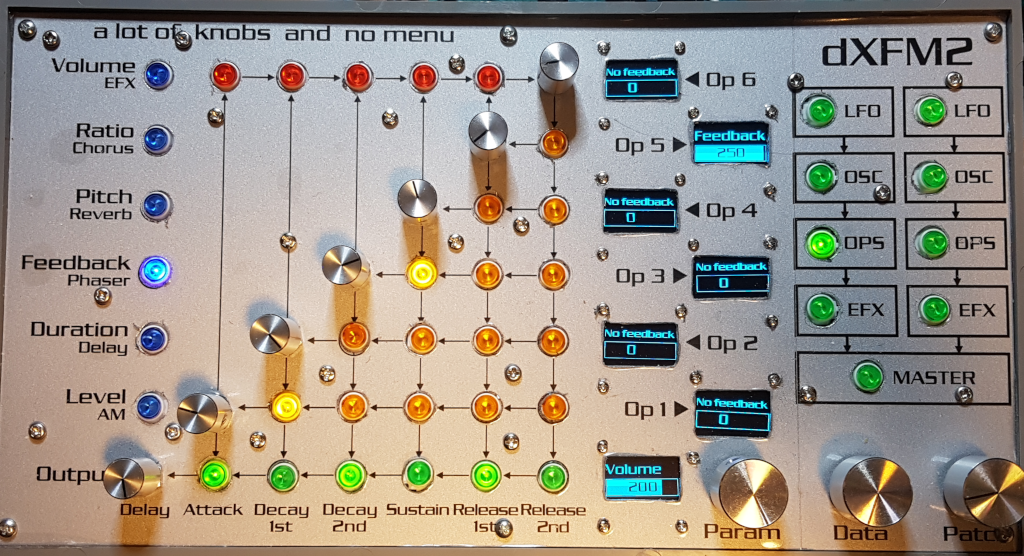 a lot of knobs and no menu
dXFM2
Volume
EFX
No feedback
0
Op 6
LFO
LFO
Ratio
Chorus
Op 5
Feedback
250
OSC
OSC
Pitch
Reverb
No feedback
0
Op 4
OPS
OPS
Feedback
Phaser
Op 3
No feedback
0
EFX
EFX
Duration
Delay
No feedback
0
Op 2
MASTER
Level
AM
Op 1
No feedback
0
Volume
200
Delay
Attack
Decay
1st
Decay
2nd
Sustain
Release
1st
Release
2nd
Param
Data